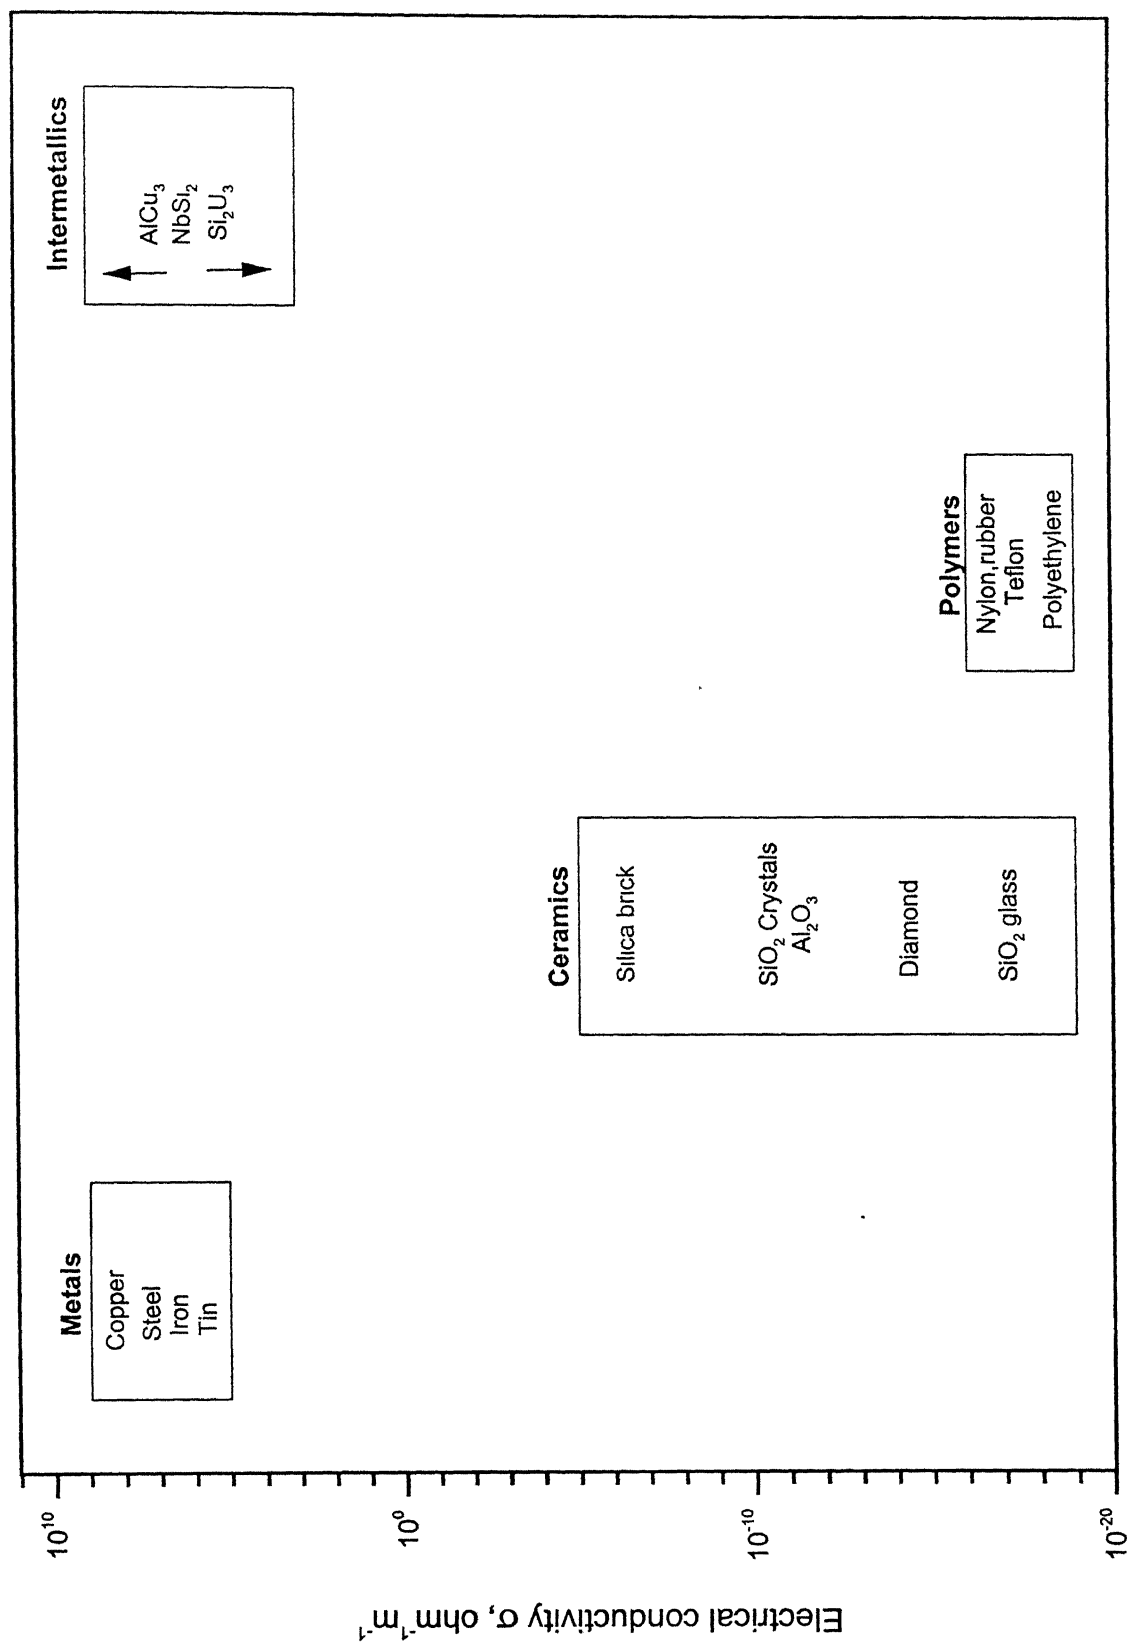 Electrical conductivity σ, ohm⁻¹m⁻¹
10¹⁰
10⁰
10⁻¹⁰
10⁻²⁰
Metals
Copper
Steel
Iron
Tin
Ceramics
Silica brick
SiO₂ Crystals
Al₂O₃
Diamond
SiO₂ glass
Polymers
Nylon,rubber
Teflon
Polyethylene
Intermetallics
AlCu₃
NbSi₂
Si₂U₃